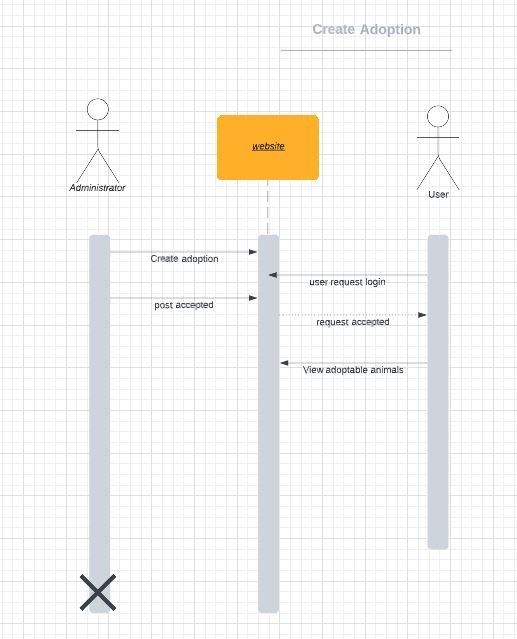 Create Adoption
website
Administrator
User
Create adoption
user request login
post accepted
request accepted
View adoptable animals